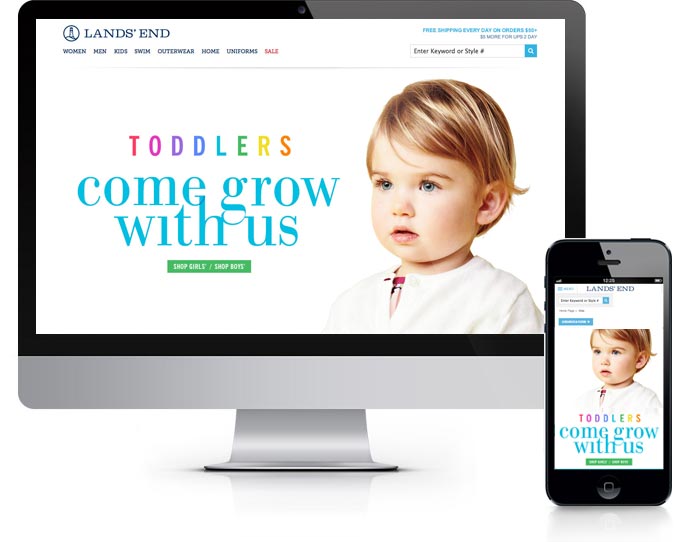 LANDS' END
FREE SHIPPING EVERY DAY ON ORDERS $50+
$5 MORE FOR UPS 2 DAY
WOMEN MEN KIDS SWIM OUTERWEAR HOME UNIFORMS SALE
Enter Keyword or Style #
TODDLERS
come grow
with us
SHOP GIRLS' / SHOP BOYS'
12:25
MENU LANDS' END
Enter Keyword or Style #
Home Page > Kids
TODDLERS
come grow
with us
SHOP GIRLS' / SHOP BOYS'